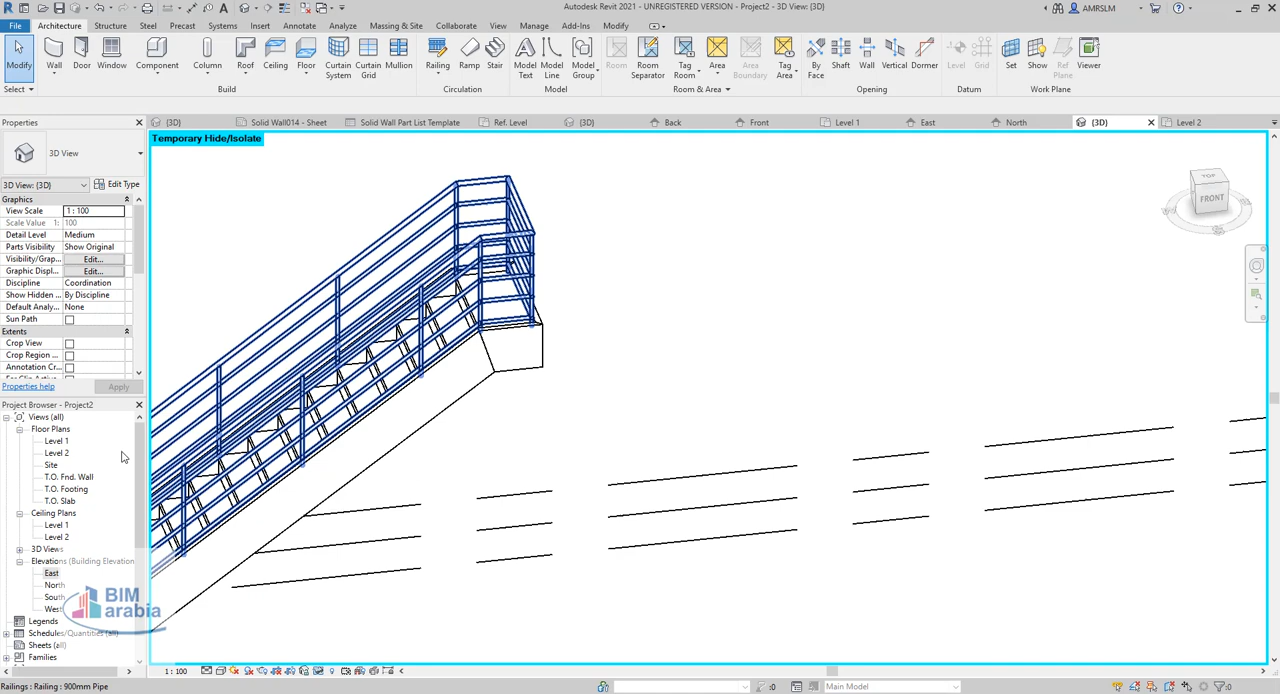 Autodesk Revit 2021 - UNREGISTERED VERSION - Project2 - 3D View: {3D}
AMRSLM
File Architecture Structure Steel Precast Systems Insert Annotate Analyze Massing & Site Collaborate View Manage Add-Ins Modify
Modify Wall Door Window Component Column Roof Ceiling Floor Curtain System Curtain Grid Mullion Railing Ramp Stair Model Text Model Line Model Group Room Room Separator Tag Room Area Area Boundary Tag Area By Face Shaft Wall Vertical Dormer Level Grid Set Show Ref Plane Viewer
Select Build Circulation Model Room & Area Opening Datum Work Plane
Properties
{3D} Solid Wall014 - Sheet Solid Wall Part List Template Ref. Level {3D} Back Front Level 1 East North {3D} Level 2
Temporary Hide/Isolate
3D View
3D View: {3D} Edit Type
Graphics
View Scale 1 : 100
Scale Value 1: 100
Detail Level Medium
Parts Visibility Show Original
Visibility/Grap... Edit...
Graphic Displ... Edit...
Discipline Coordination
Show Hidden ... By Discipline
Default Analy... None
Sun Path
Extents
Crop View
Crop Region
Annotation Cr...
Properties help Apply
Project Browser - Project2
Views (all)
Floor Plans
Level 1
Level 2
Site
T.O. Fnd. Wall
T.O. Footing
T.O. Slab
Ceiling Plans
Level 1
Level 2
3D Views
Elevations (Building Elevation
East
North
South
West
Legends
Schedules/Quantities (all)
Sheets (all)
Families
BIM
arabia
TOP
FRONT
1 : 100
Railings : Railing : 900mm Pipe
:0
Main Model
:0